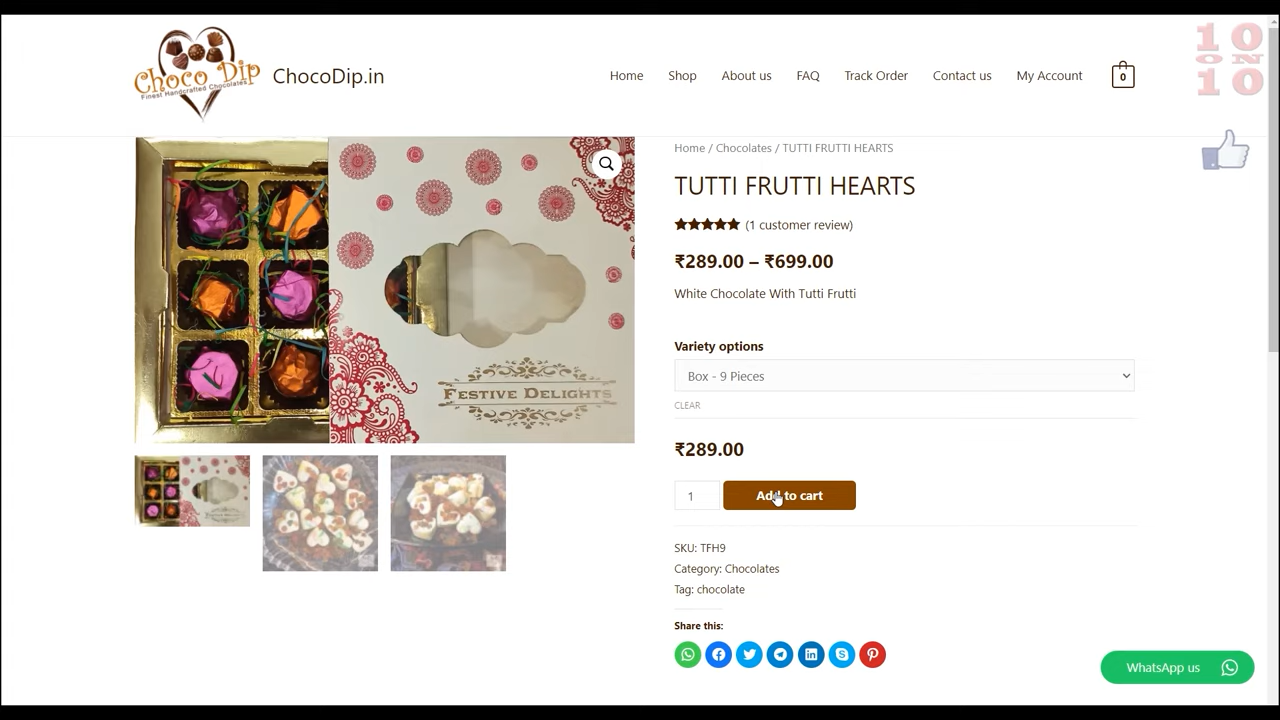 Choco Dip
Finest Handcrafted Chocolates
ChocoDip.in
Home
Shop
About us
FAQ
Track Order
Contact us
My Account
0
10
ON
10
FESTIVE DELIGHTS
Home / Chocolates / TUTTI FRUTTI HEARTS
TUTTI FRUTTI HEARTS
(1 customer review)
₹289.00 – ₹699.00
White Chocolate With Tutti Frutti
Variety options
Box - 9 Pieces
CLEAR
₹289.00
1
Add to cart
SKU: TFH9
Category: Chocolates
Tag: chocolate
Share this:
WhatsApp us